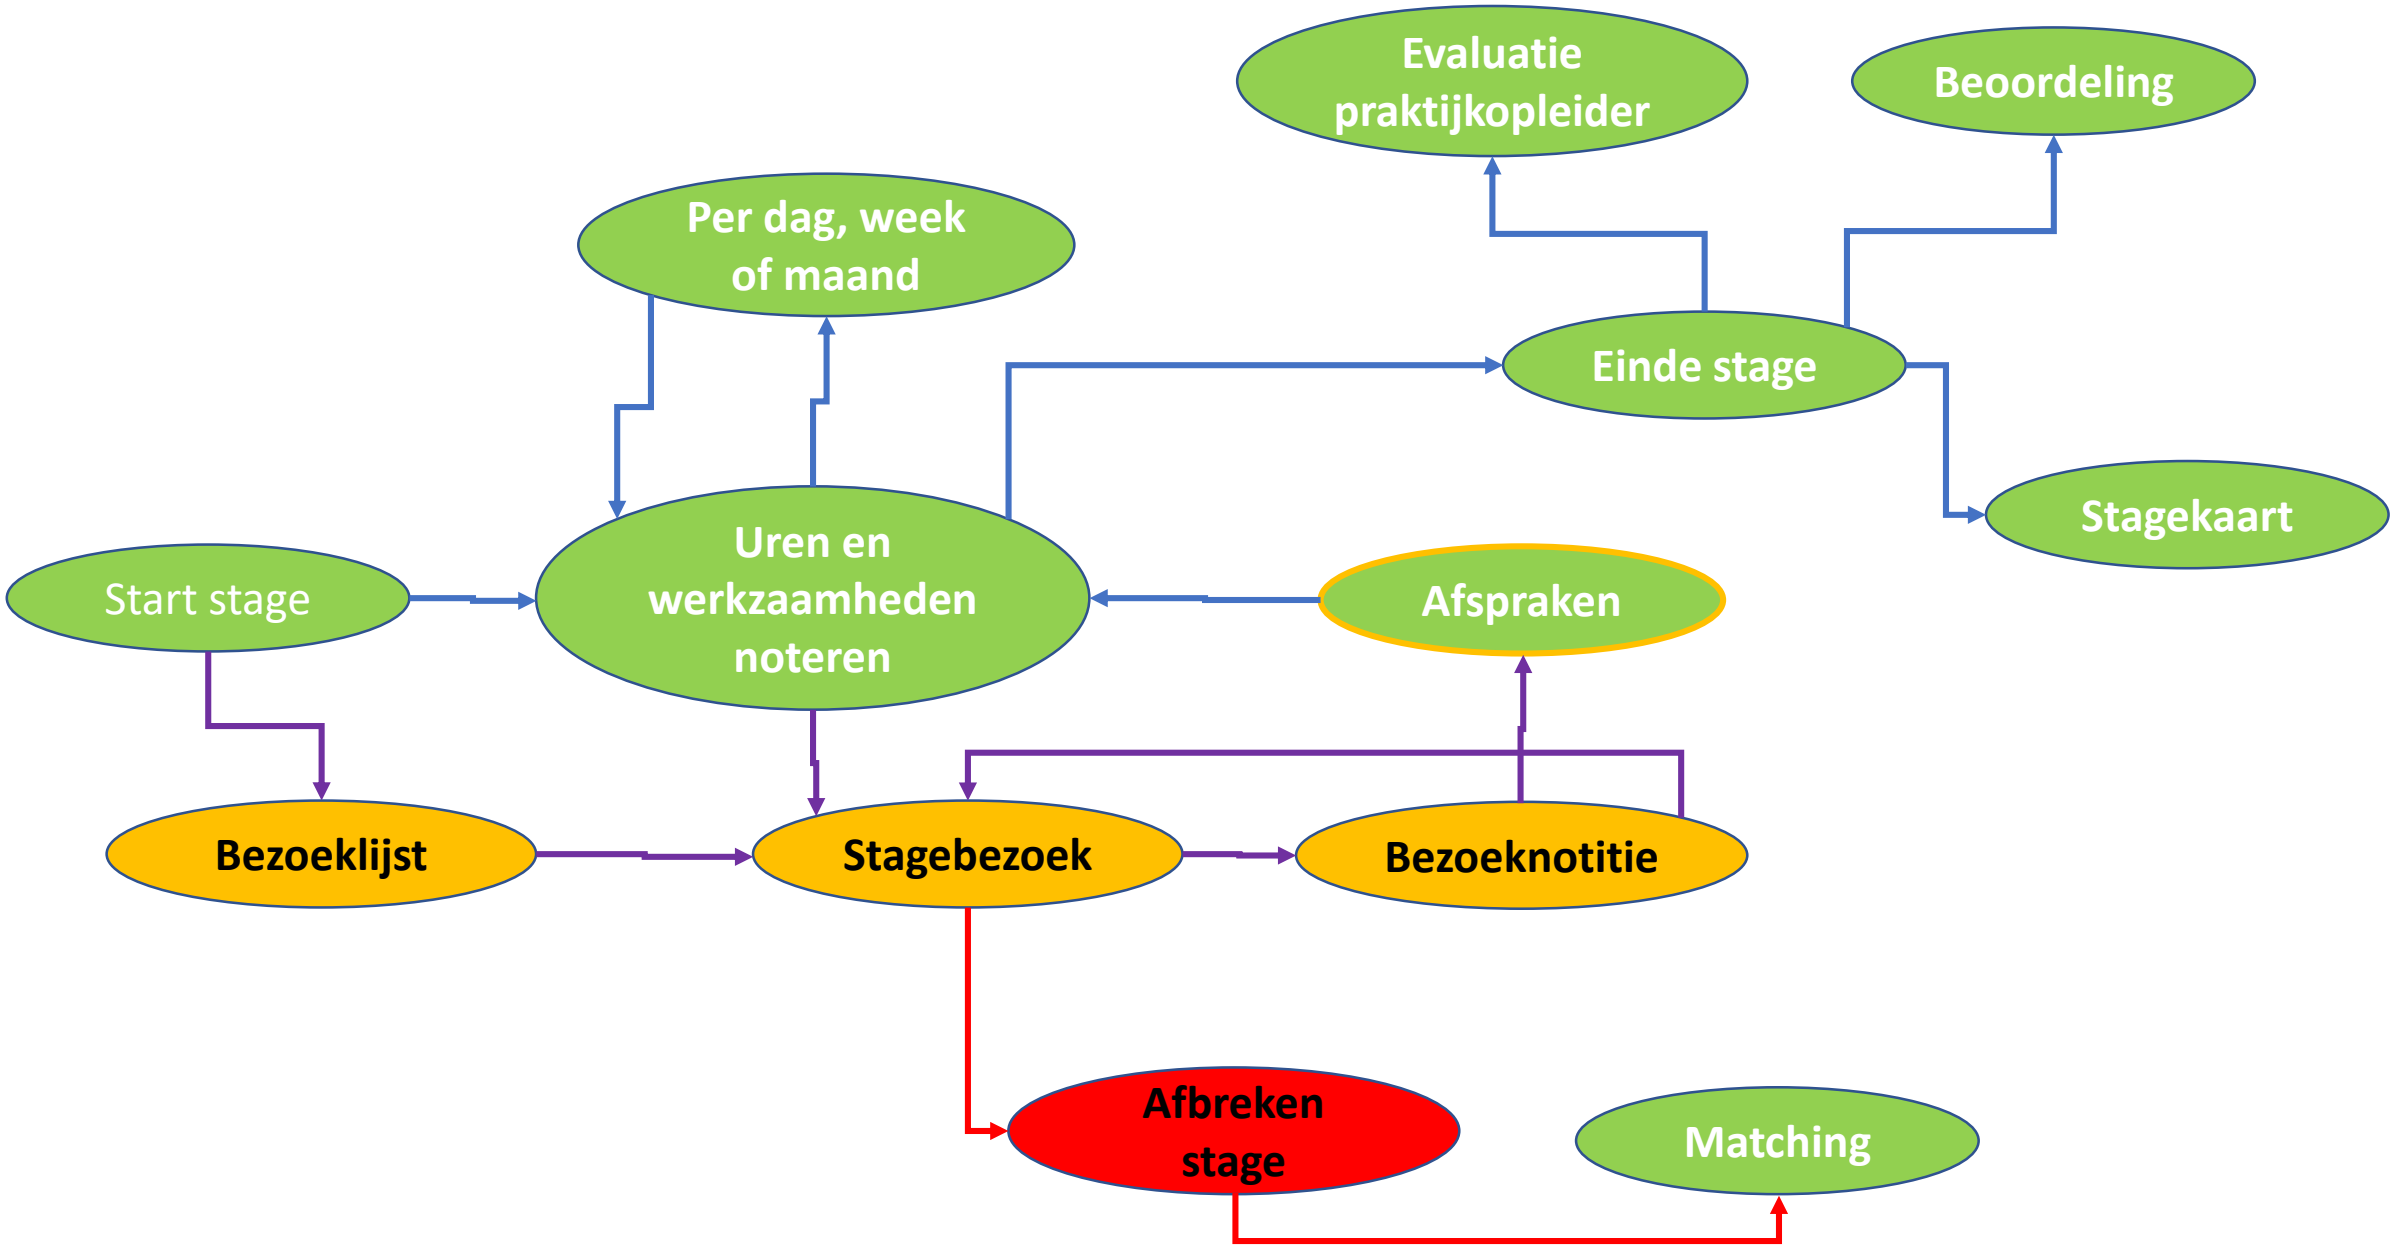 Evaluatie
praktijkopleider
Beoordeling
Per dag, week
of maand
Einde stage
Stagekaart
Uren en
werkzaamheden
noteren
Start stage
Afspraken
Bezoeklijst
Stagebezoek
Bezoeknotitie
Afbreken
stage
Matching